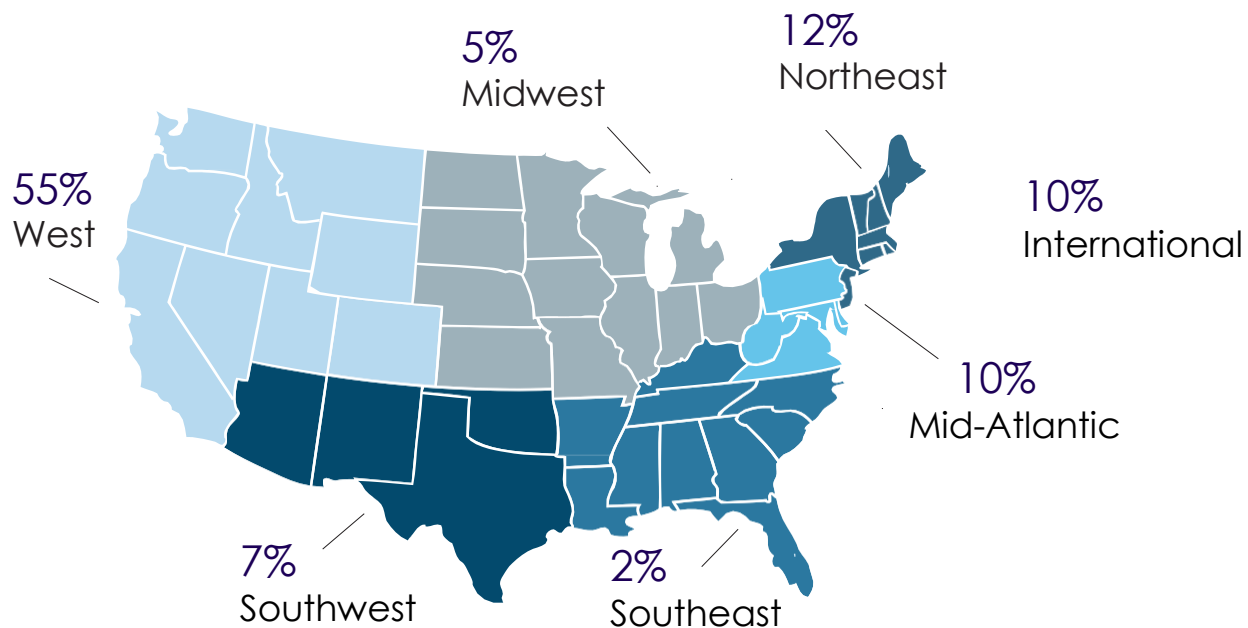 12%
Northeast
5%
Midwest
55%
West
10%
International
10%
Mid-Atlantic
7%
Southwest
2%
Southeast